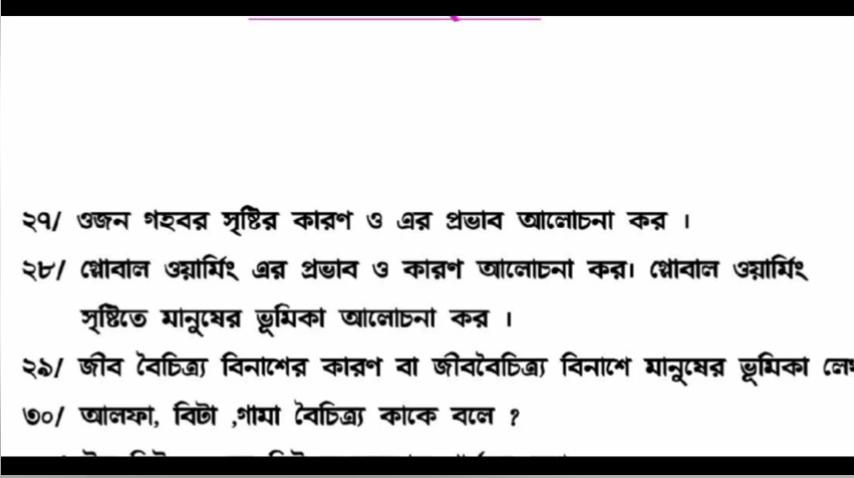 ২৭/ ওজন গহবর সৃষ্টির কারণ ও এর প্রভাব আলোচনা কর ।
২৮/ গ্লোবাল ওয়ার্মিং এর প্রভাব ও কারণ আলোচনা কর। গ্লোবাল ওয়ার্মিং
সৃষ্টিতে মানুষের ভূমিকা আলোচনা কর ।
২৯/ জীব বৈচিত্র্য বিনাশের কারণ বা জীববৈচিত্র্য বিনাশে মানুষের ভূমিকা
৩০/ আলফা, বিটা ,গামা বৈচিত্র্য কাকে বলে ?